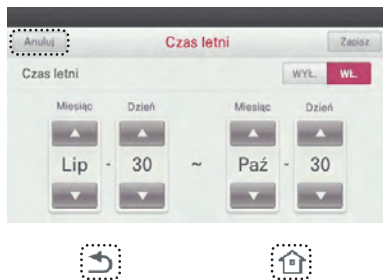 Anuluj Czas letni Zapisz
Czas letni WYŁ. WŁ.
Miesiąc Dzień Miesiąc Dzień
Lip - 30 ~ Paź - 30